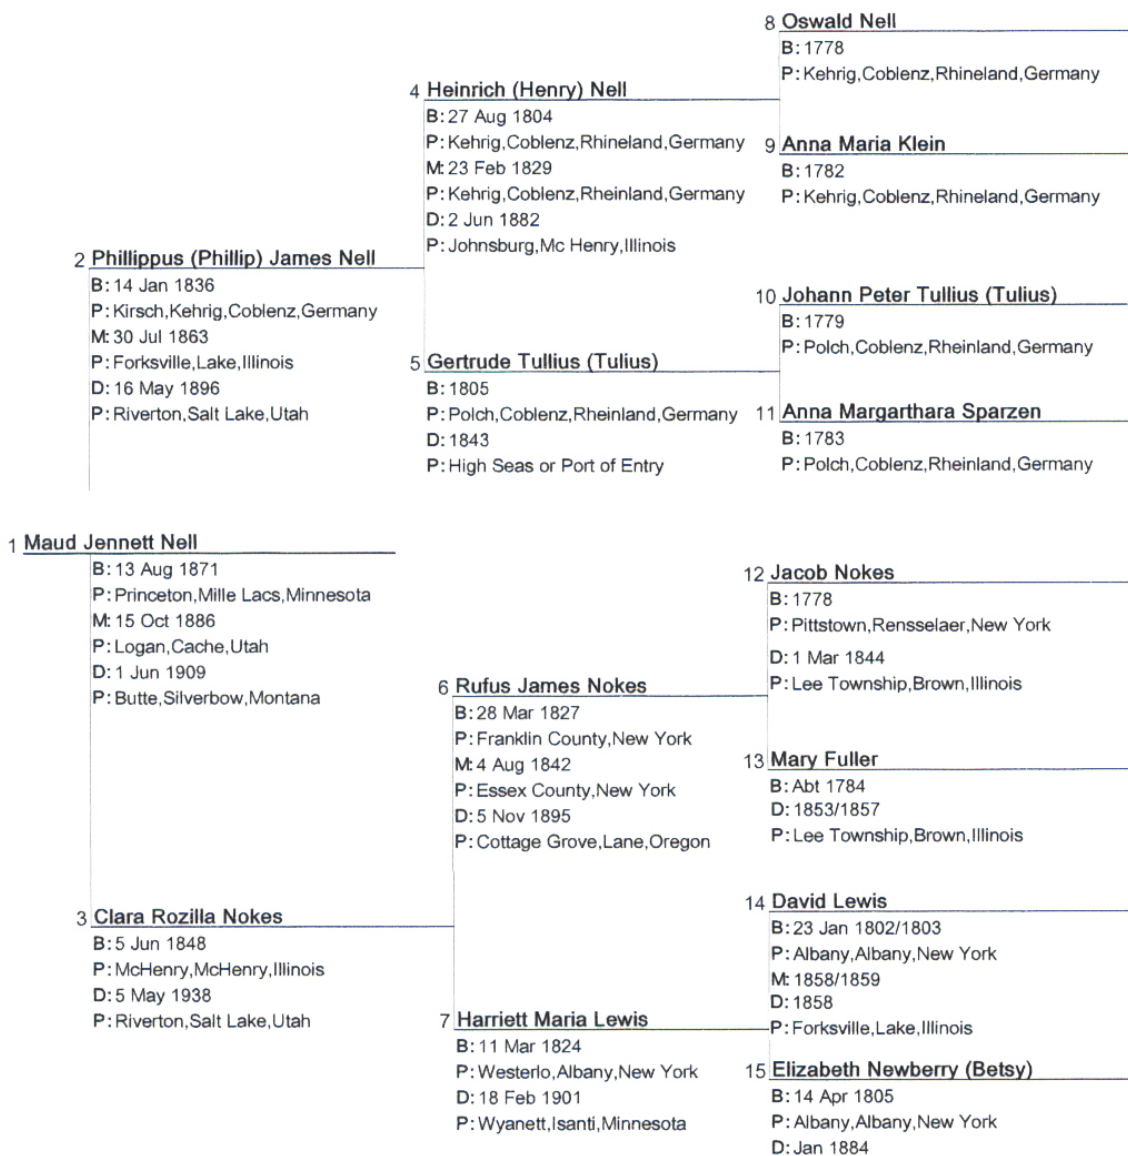 8 Oswald Nell
B: 1778
P: Kehrig,Coblenz,Rhineland,Germany
4 Heinrich (Henry) Nell
B: 27 Aug 1804
P: Kehrig,Coblenz,Rhineland,Germany
M: 23 Feb 1829
P: Kehrig,Coblenz,Rheinland,Germany
D: 2 Jun 1882
P: Johnsburg,Mc Henry,Illinois
9 Anna Maria Klein
B: 1782
P: Kehrig,Coblenz,Rhineland,Germany
2 Phillippus (Phillip) James Nell
B: 14 Jan 1836
P: Kirsch,Kehrig,Coblenz,Germany
M: 30 Jul 1863
P: Forksville,Lake,Illinois
D: 16 May 1896
P: Riverton,Salt Lake,Utah
10 Johann Peter Tullius (Tulius)
B: 1779
P: Polch,Coblenz,Rheinland,Germany
5 Gertrude Tullius (Tulius)
B: 1805
P: Polch,Coblenz,Rheinland,Germany
D: 1843
P: High Seas or Port of Entry
11 Anna Margarthara Sparzen
B: 1783
P: Polch,Coblenz,Rheinland,Germany
1 Maud Jennett Nell
B: 13 Aug 1871
P: Princeton,Mille Lacs,Minnesota
M: 15 Oct 1886
P: Logan,Cache,Utah
D: 1 Jun 1909
P: Butte,Silverbow,Montana
12 Jacob Nokes
B: 1778
P: Pittstown,Rensselaer,New York
D: 1 Mar 1844
P: Lee Township,Brown,Illinois
6 Rufus James Nokes
B: 28 Mar 1827
P: Franklin County,New York
M: 4 Aug 1842
P: Essex County,New York
D: 5 Nov 1895
P: Cottage Grove,Lane,Oregon
13 Mary Fuller
B: Abt 1784
D: 1853/1857
P: Lee Township,Brown,Illinois
3 Clara Rozilla Nokes
B: 5 Jun 1848
P: McHenry,McHenry,Illinois
D: 5 May 1938
P: Riverton,Salt Lake,Utah
14 David Lewis
B: 23 Jan 1802/1803
P: Albany,Albany,New York
M: 1858/1859
D: 1858
P: Forksville,Lake,Illinois
7 Harriett Maria Lewis
B: 11 Mar 1824
P: Westerlo,Albany,New York
D: 18 Feb 1901
P: Wyanett,Isanti,Minnesota
15 Elizabeth Newberry (Betsy)
B: 14 Apr 1805
P: Albany,Albany,New York
D: Jan 1884